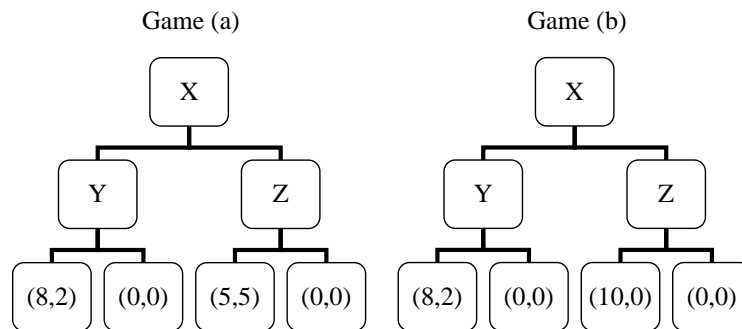 Game (a) Game (b)
X X
Y Z Y Z
(8,2) (0,0) (5,5) (0,0) (8,2) (0,0) (10,0) (0,0)